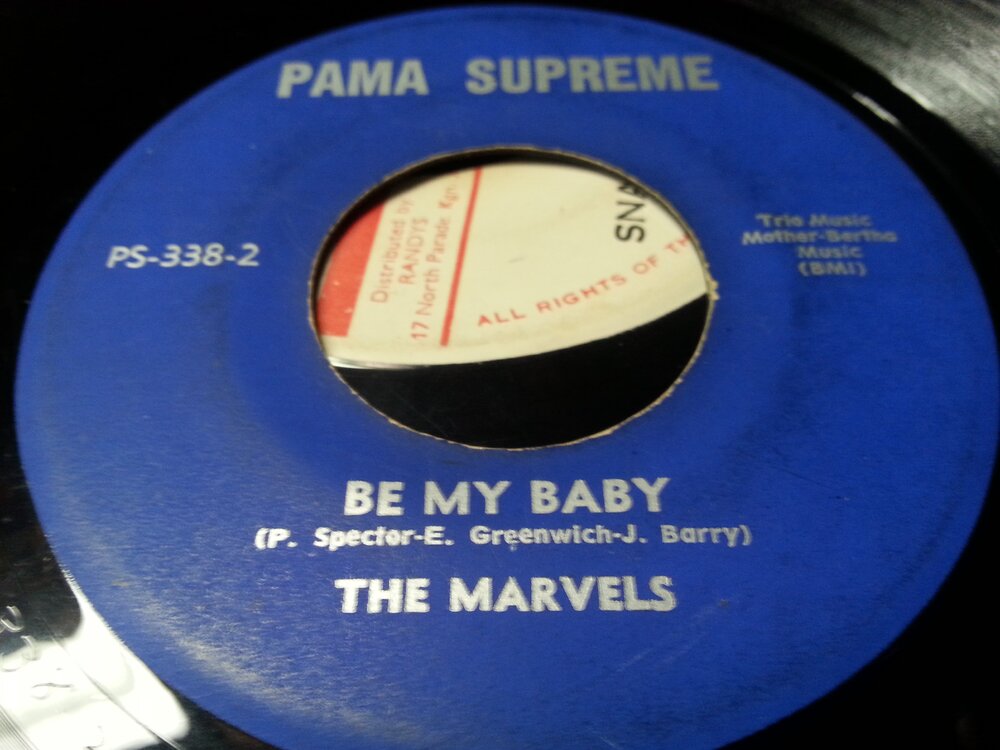 PAMA SUPREME
PS-338-2
Trio Music
Mother-Bertha
Music
(BMI)
Distributed by
RANDYS
17 North Parade, Kgn
ALL RIGHTS OF TH
BE MY BABY
(P. Spector-E. Greenwich-J. Barry)
THE MARVELS